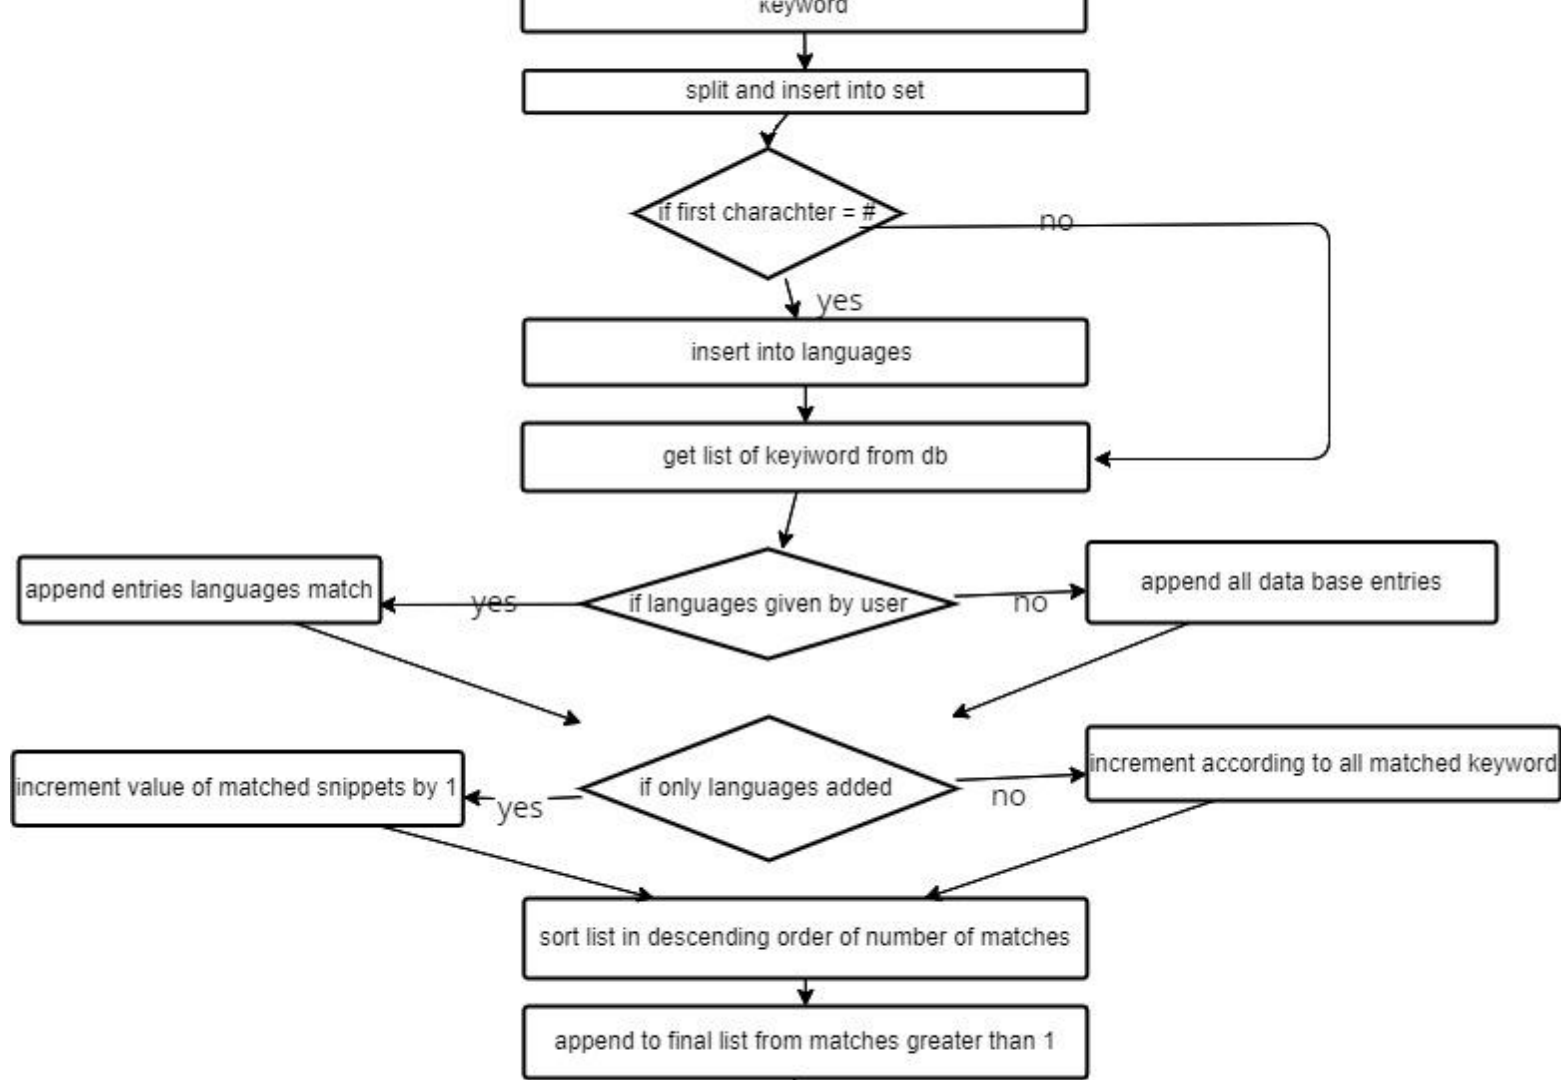 keyword
split and insert into set
if first charachter = #
no
yes
insert into languages
get list of keyiword from db
append entries languages match
yes
if languages given by user
no
append all data base entries
increment value of matched snippets by 1
yes
if only languages added
no
increment according to all matched keyword
sort list in descending order of number of matches
append to final list from matches greater than 1